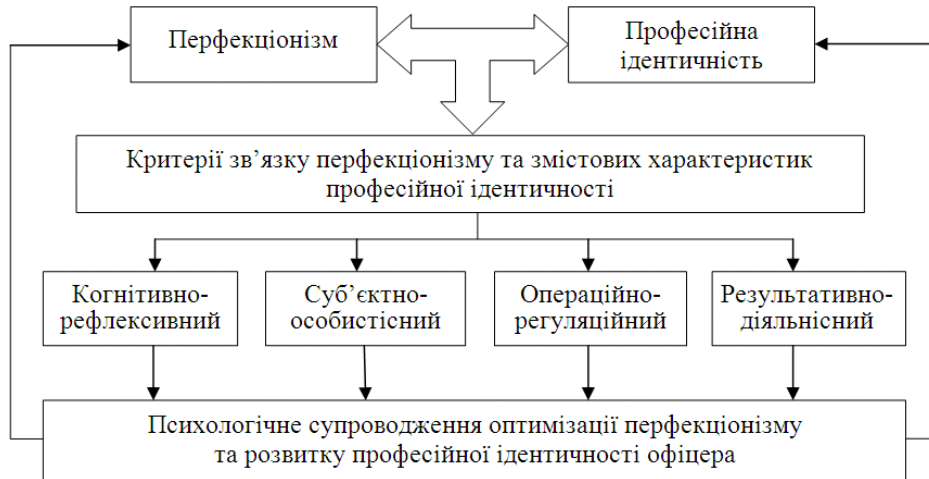 Перфекціонізм
Професійна
ідентичність
Критерії зв’язку перфекціонізму та змістових характеристик
професійної ідентичності
Когнітивно-
рефлексивний
Суб’єктно-
особистісний
Операційно-
регуляційний
Результативно-
діяльнісний
Психологічне супроводження оптимізації перфекціонізму
та розвитку професійної ідентичності офіцера